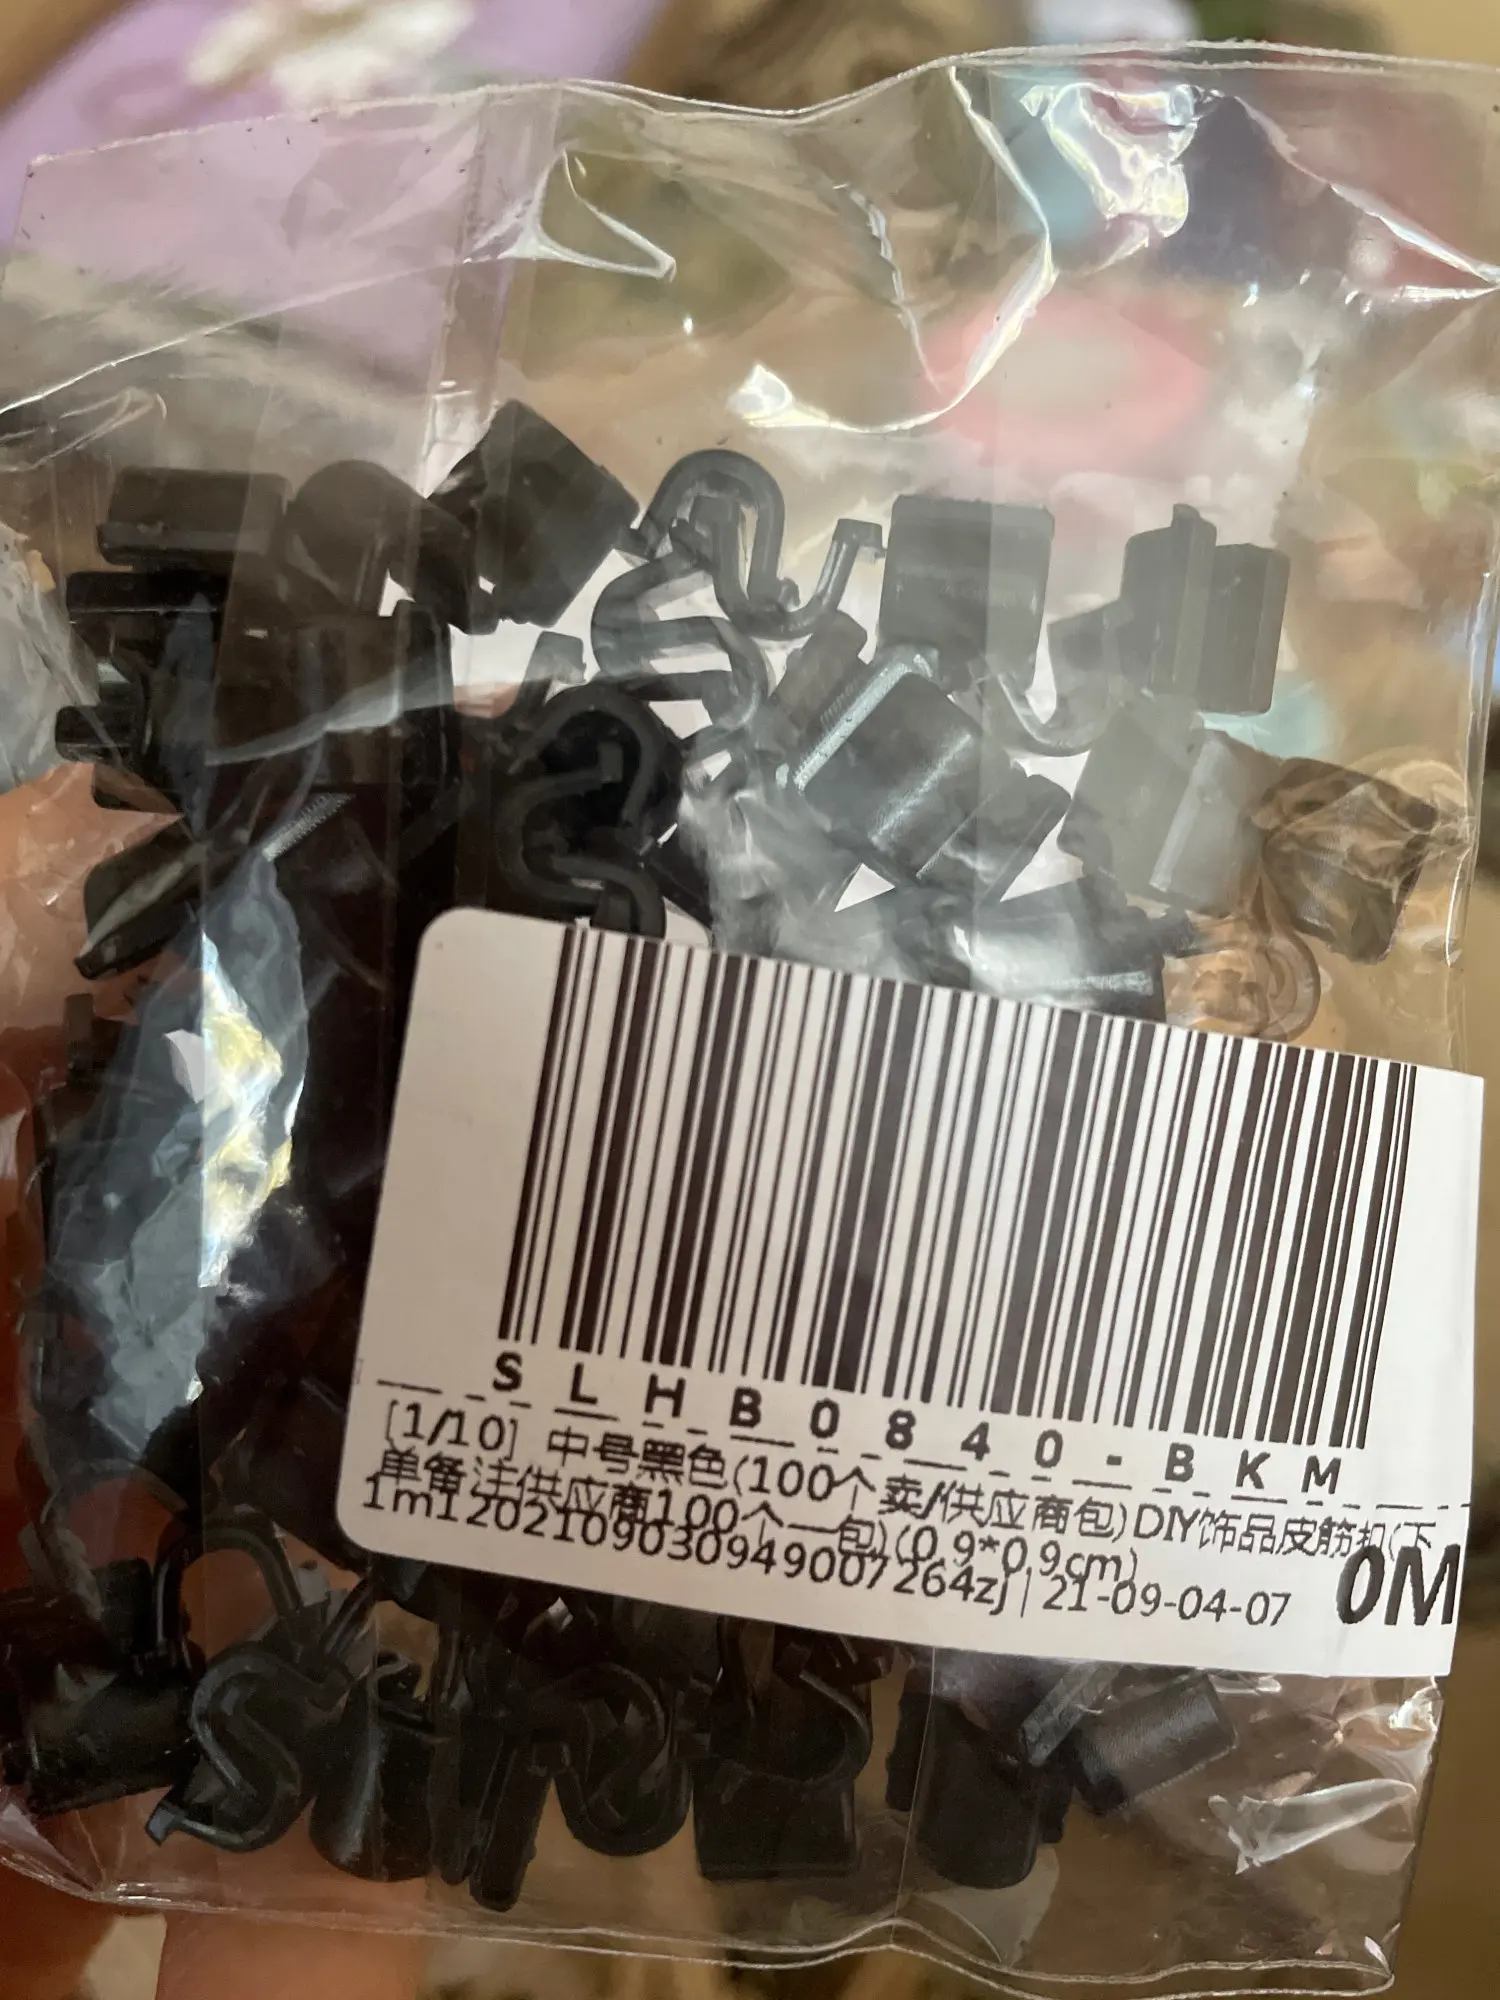 SLHB0840-BKM
[1/10] 中号黑色(100个卖/供应商包)DIY饰品皮筋扣(下
单备注供应商100个一包)(0.9*0.9cm)
1m1202109030949007264zj | 21-09-04-07
0M